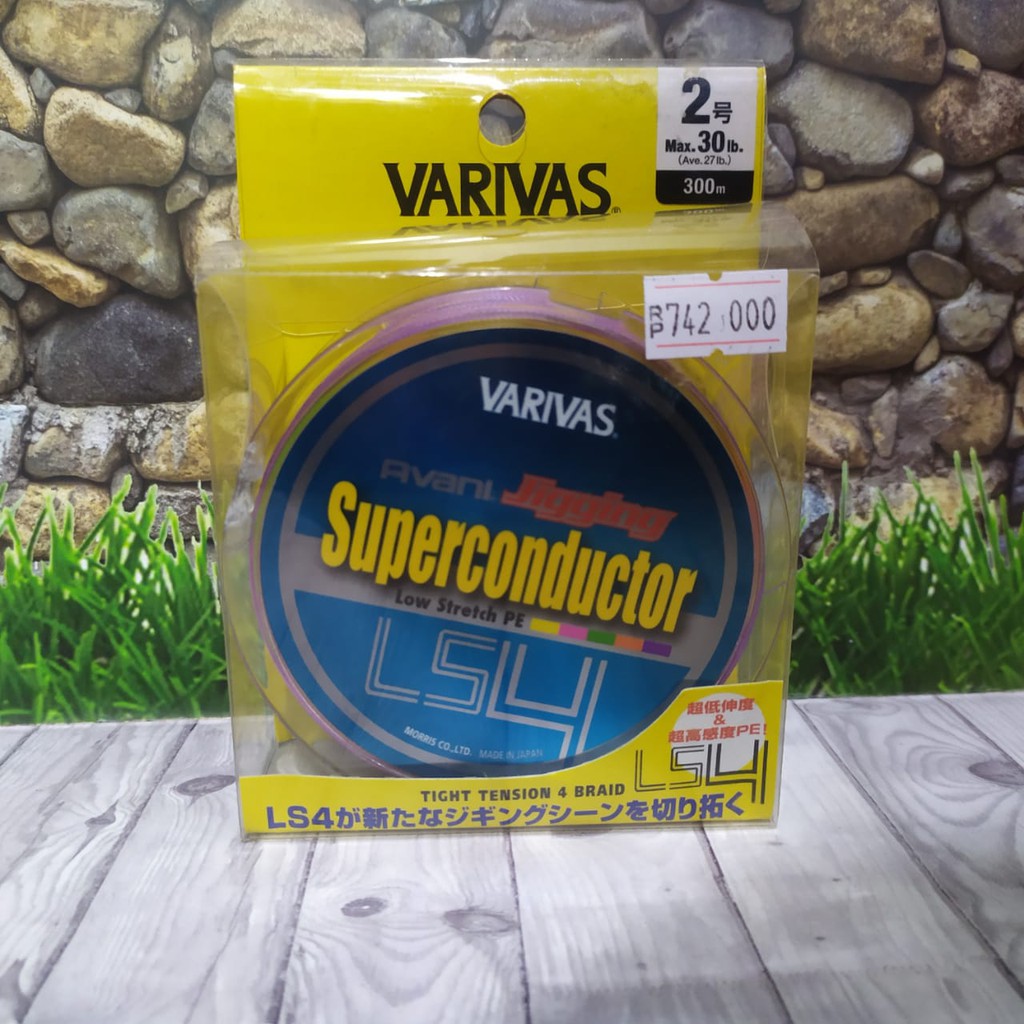 2号
Max. 30 lb.
(Ave. 27 lb.)
300m
VARIVAS
RP742.000
VARIVAS
Avani Jigging
Superconductor
Low Stretch PE
LS4
MORRIS CO.,LTD. MADE IN JAPAN
超低伸度
&
超高感度PE!
LS4
TIGHT TENSION 4 BRAID
LS4が新たなジギングシーンを切り拓く